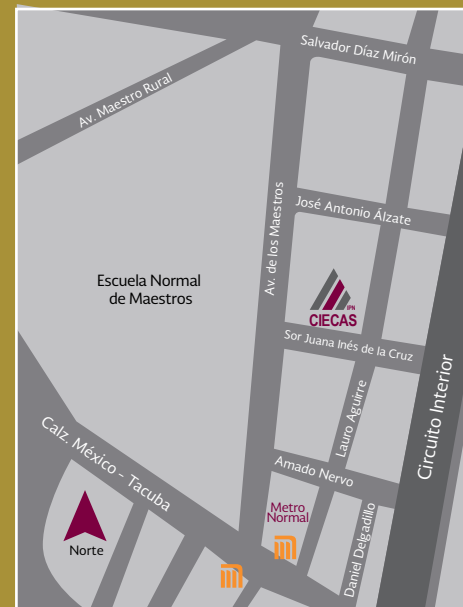 Salvador Díaz Mirón
Av. Maestro Rural
José Antonio Álzate
Av. de los Maestros
Escuela Normal
de Maestros
IPN
CIECAS
Sor Juana Inés de la Cruz
Lauro Aguirre
Circuito Interior
Calz. México - Tacuba
Amado Nervo
Metro
Normal
Daniel Delgadillo
Norte